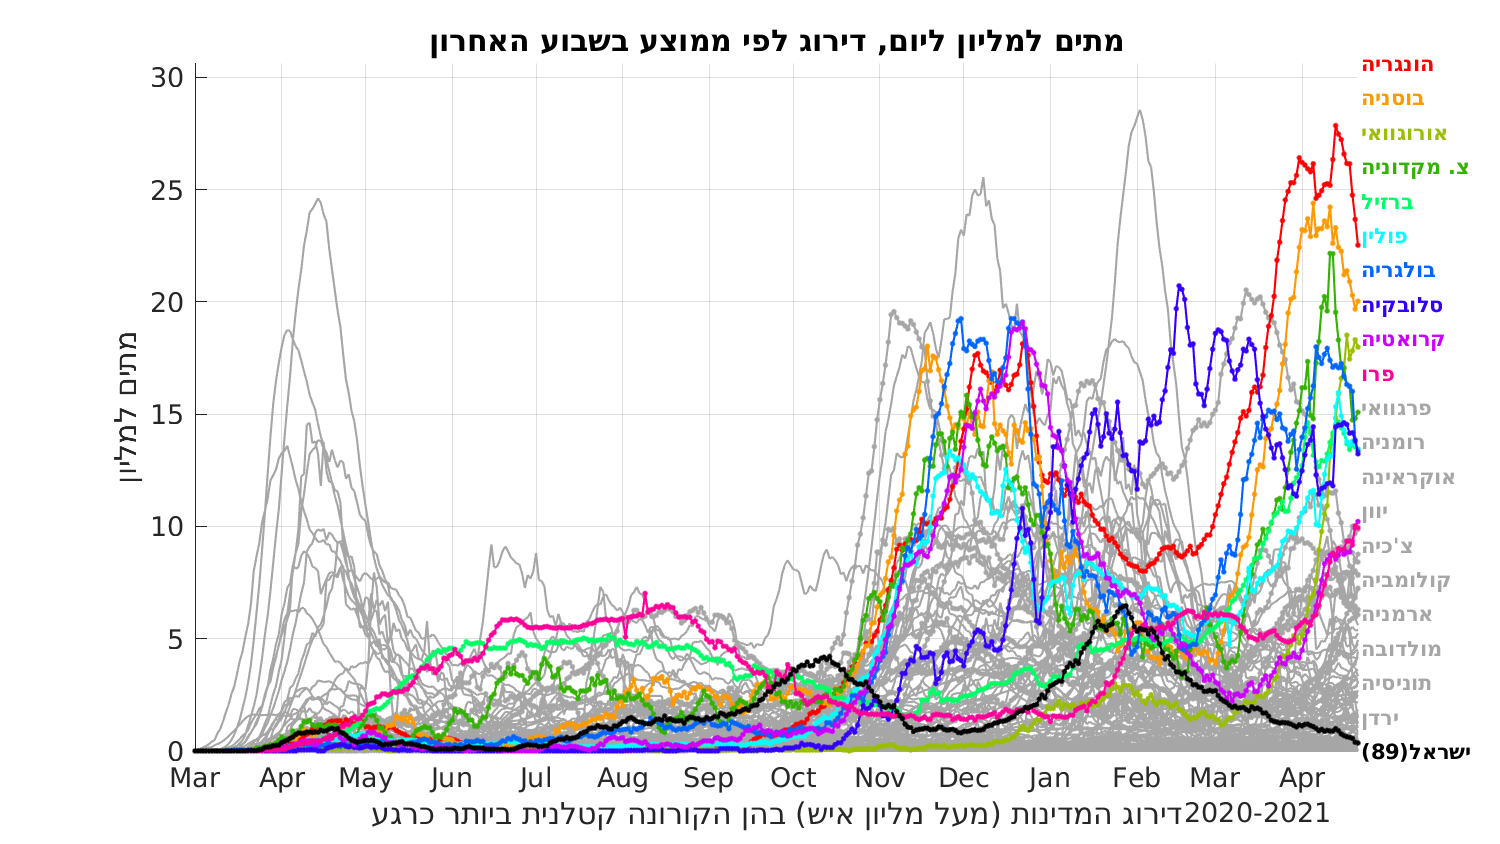 מתים למליון ליום, דירוג לפי ממוצע בשבוע האחרון
מתים למליון
30
25
20
15
10
5
0
Mar Apr May Jun Jul Aug Sep Oct Nov Dec Jan Feb Mar Apr
דירוג המדינות (מעל מליון איש) בהן הקורונה קטלנית ביותר כרגע2020-2021
הונגריה
בוסניה
אורוגוואי
צ. מקדוניה
ברזיל
פולין
בולגריה
סלובקיה
קרואטיה
פרו
פרגוואי
רומניה
אוקראינה
יוון
צ'כיה
קולומביה
ארמניה
מולדובה
תוניסיה
ירדן
ישראל(89)